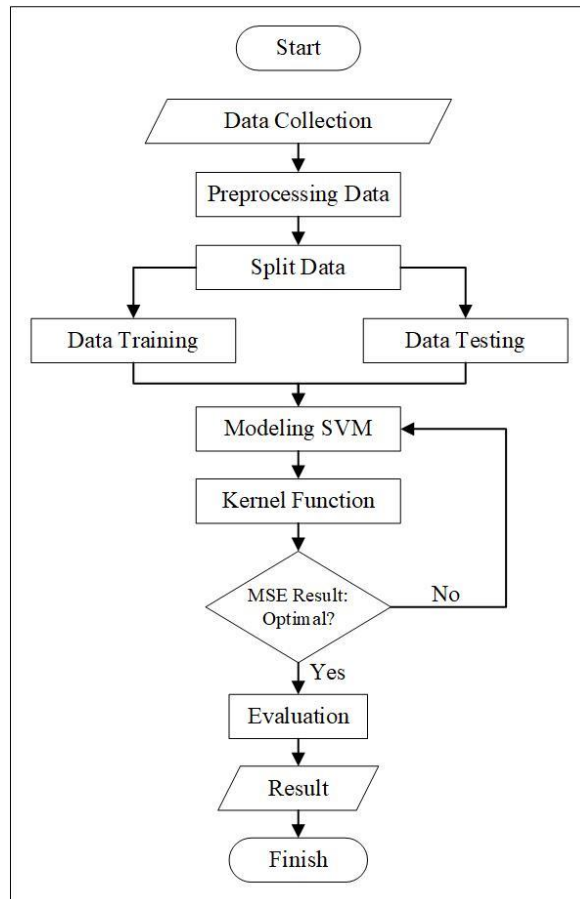 Start
Data Collection
Preprocessing Data
Split Data
Data Training
Data Testing
Modeling SVM
Kernel Function
MSE Result:
Optimal?
No
Yes
Evaluation
Result
Finish